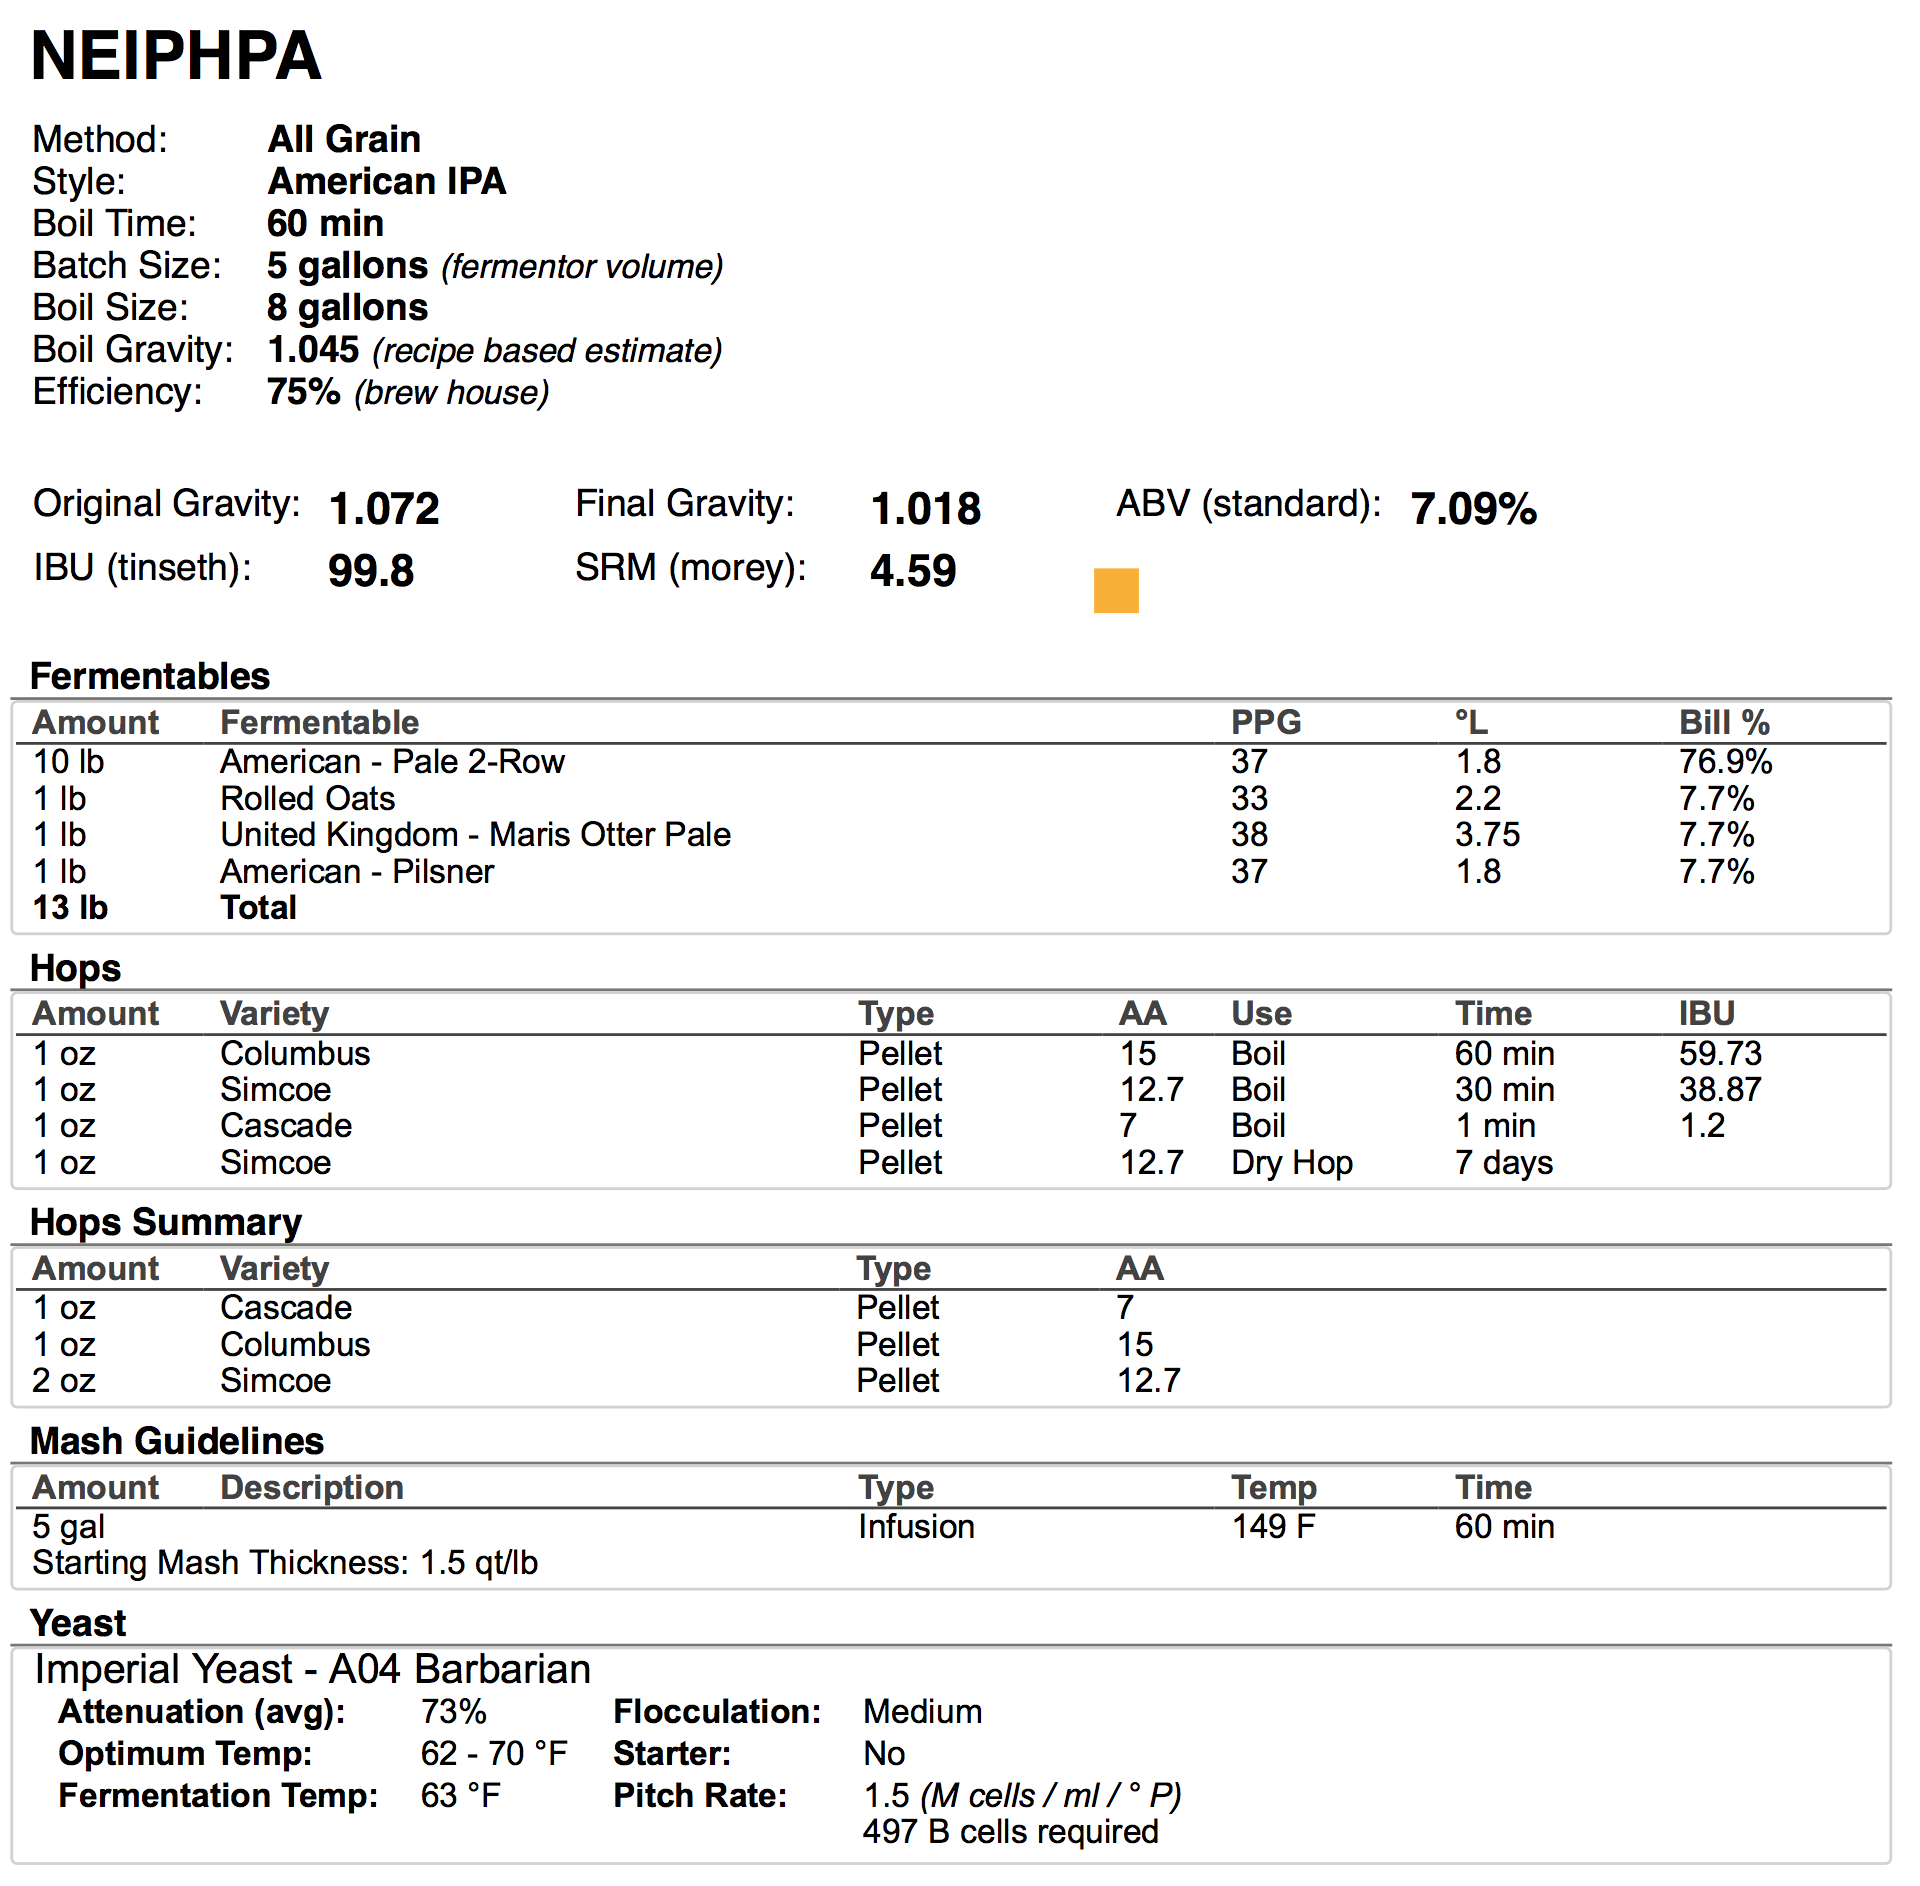 NEIPHPA
Method: All Grain
Style: American IPA
Boil Time: 60 min
Batch Size: 5 gallons (fermentor volume)
Boil Size: 8 gallons
Boil Gravity: 1.045 (recipe based estimate)
Efficiency: 75% (brew house)
Original Gravity: 1.072 Final Gravity: 1.018 ABV (standard): 7.09%
IBU (tinseth): 99.8 SRM (morey): 4.59
Fermentables
Amount Fermentable PPG °L Bill %
10 lb American - Pale 2-Row 37 1.8 76.9%
1 lb Rolled Oats 33 2.2 7.7%
1 lb United Kingdom - Maris Otter Pale 38 3.75 7.7%
1 lb American - Pilsner 37 1.8 7.7%
13 lb Total
Hops
Amount Variety Type AA Use Time IBU
1 oz Columbus Pellet 15 Boil 60 min 59.73
1 oz Simcoe Pellet 12.7 Boil 30 min 38.87
1 oz Cascade Pellet 7 Boil 1 min 1.2
1 oz Simcoe Pellet 12.7 Dry Hop 7 days
Hops Summary
Amount Variety Type AA
1 oz Cascade Pellet 7
1 oz Columbus Pellet 15
2 oz Simcoe Pellet 12.7
Mash Guidelines
Amount Description Type Temp Time
5 gal Infusion 149 F 60 min
Starting Mash Thickness: 1.5 qt/lb
Yeast
Imperial Yeast - A04 Barbarian
Attenuation (avg): 73% Flocculation: Medium
Optimum Temp: 62 - 70 °F Starter: No
Fermentation Temp: 63 °F Pitch Rate: 1.5 (M cells / ml / ° P)
497 B cells required